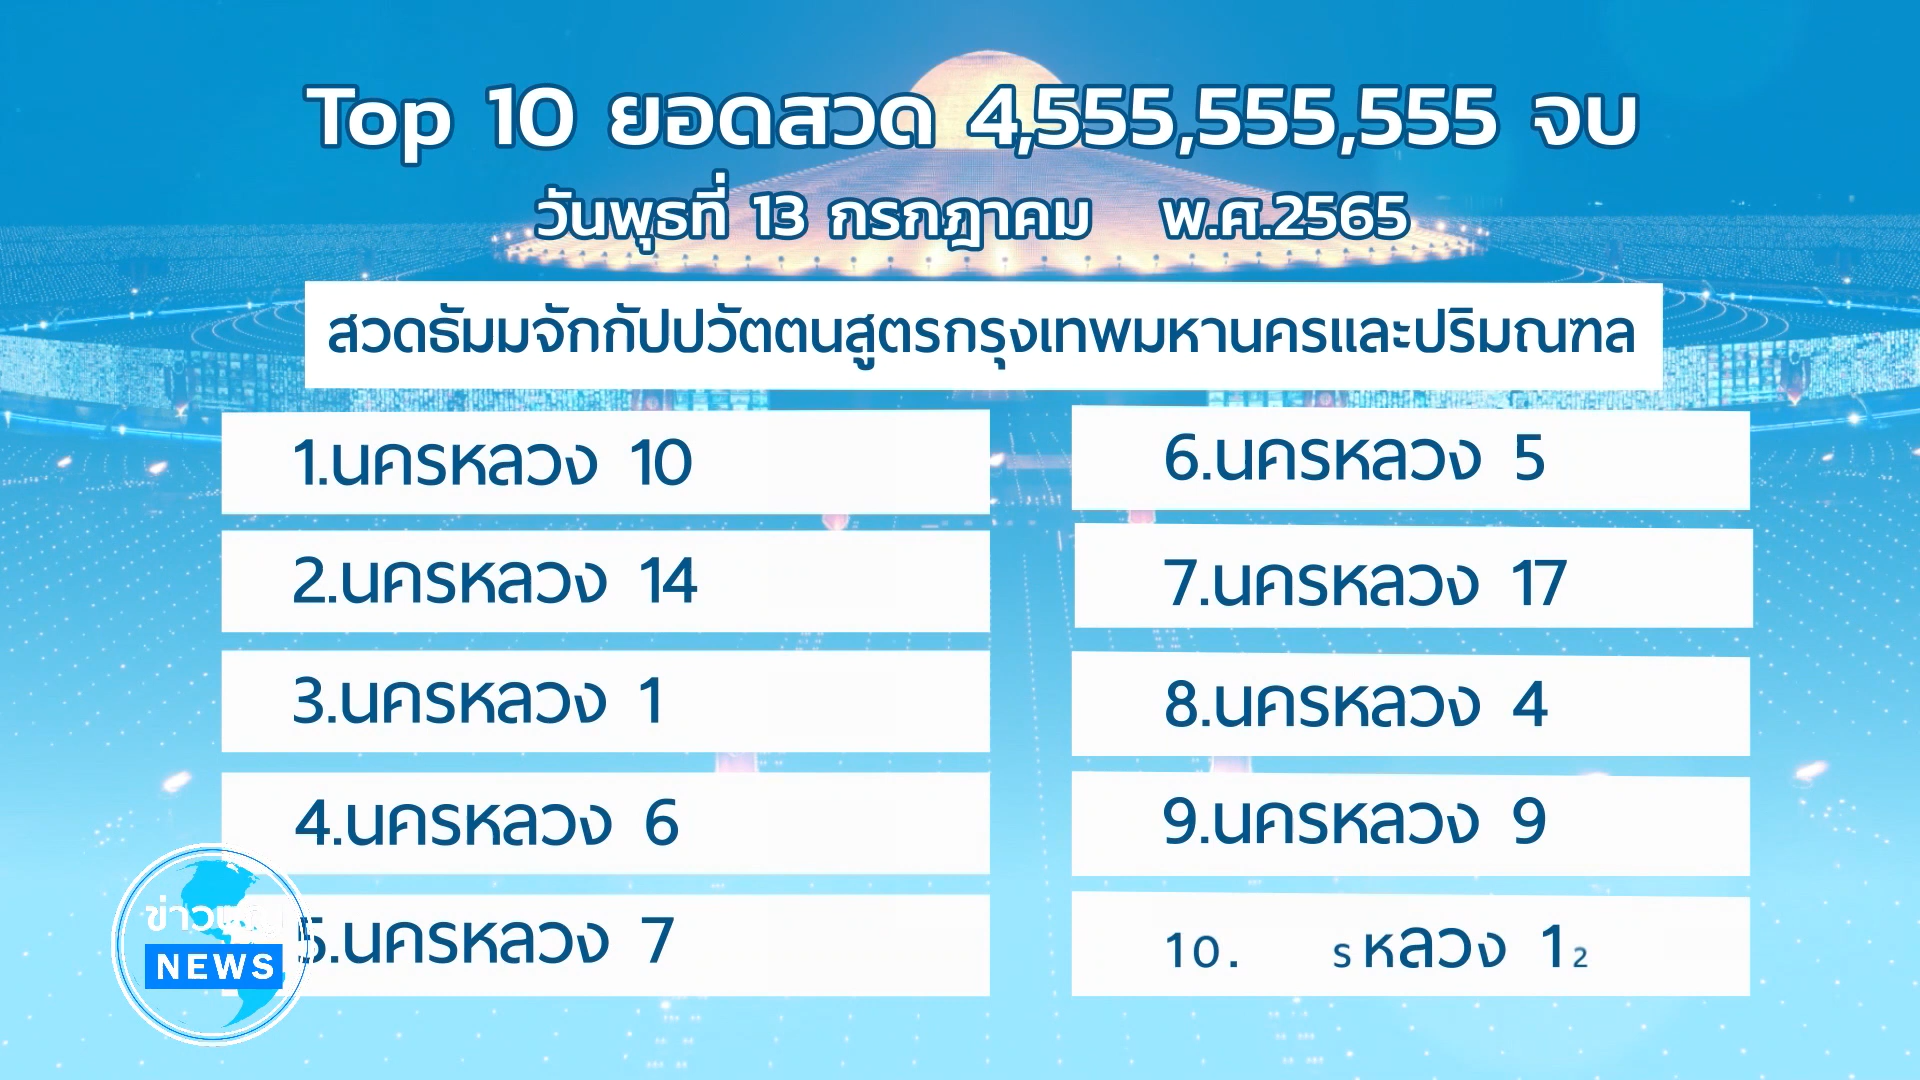 Top 10 ยอดสวด 4,555,555,555 จบ
วันพุธที่ 13 กรกฎาคม พ.ศ.2565
สวดธัมมจักกัปปวัตตนสูตรกรุงเทพมหานครและปริมณฑล
1.นครหลวง 10
2.นครหลวง 14
3.นครหลวง 1
4.นครหลวง 6
5.นครหลวง 7
6.นครหลวง 5
7.นครหลวง 17
8.นครหลวง 4
9.นครหลวง 9
10. รหลวง 12
NEWS